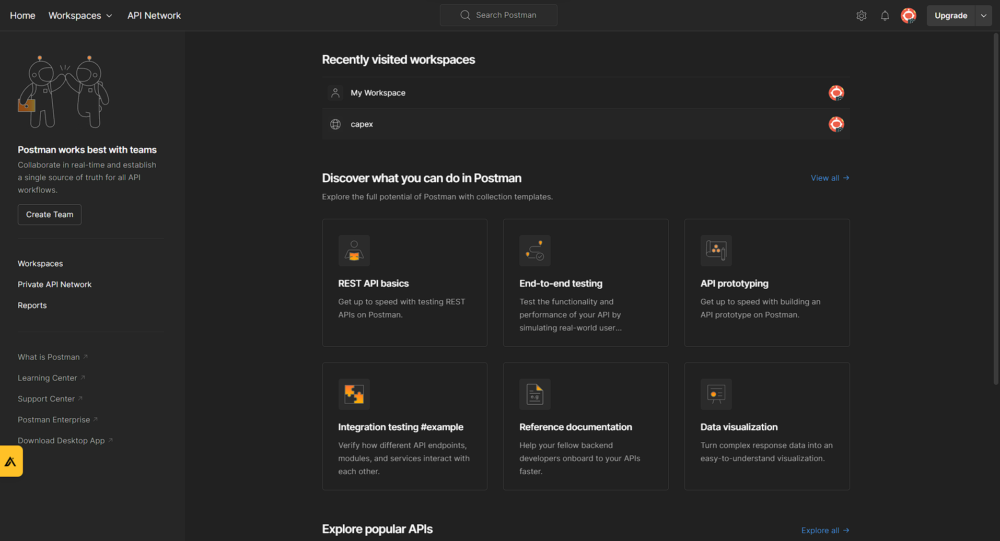 Home
Workspaces
API Network
Search Postman
Upgrade
Postman works best with teams
Collaborate in real-time and establish
a single source of truth for all API
workflows.
Create Team
Workspaces
Private API Network
Reports
What is Postman
Learning Center
Support Center
Postman Enterprise
Download Desktop App
Recently visited workspaces
My Workspace
capex
Discover what you can do in Postman
View all
Explore the full potential of Postman with collection templates.
REST API basics
Get up to speed with testing REST
APIs on Postman.
End-to-end testing
Test the functionality and
performance of your API by
simulating real-world user...
API prototyping
Get up to speed with building an
API prototype on Postman.
Integration testing #example
Verify how different API endpoints,
modules, and services interact with
each other.
e.g
Reference documentation
Help your fellow backend
developers onboard to your APIs
faster.
Data visualization
Turn complex response data into an
easy-to-understand visualization.
Explore popular APIs
Explore all